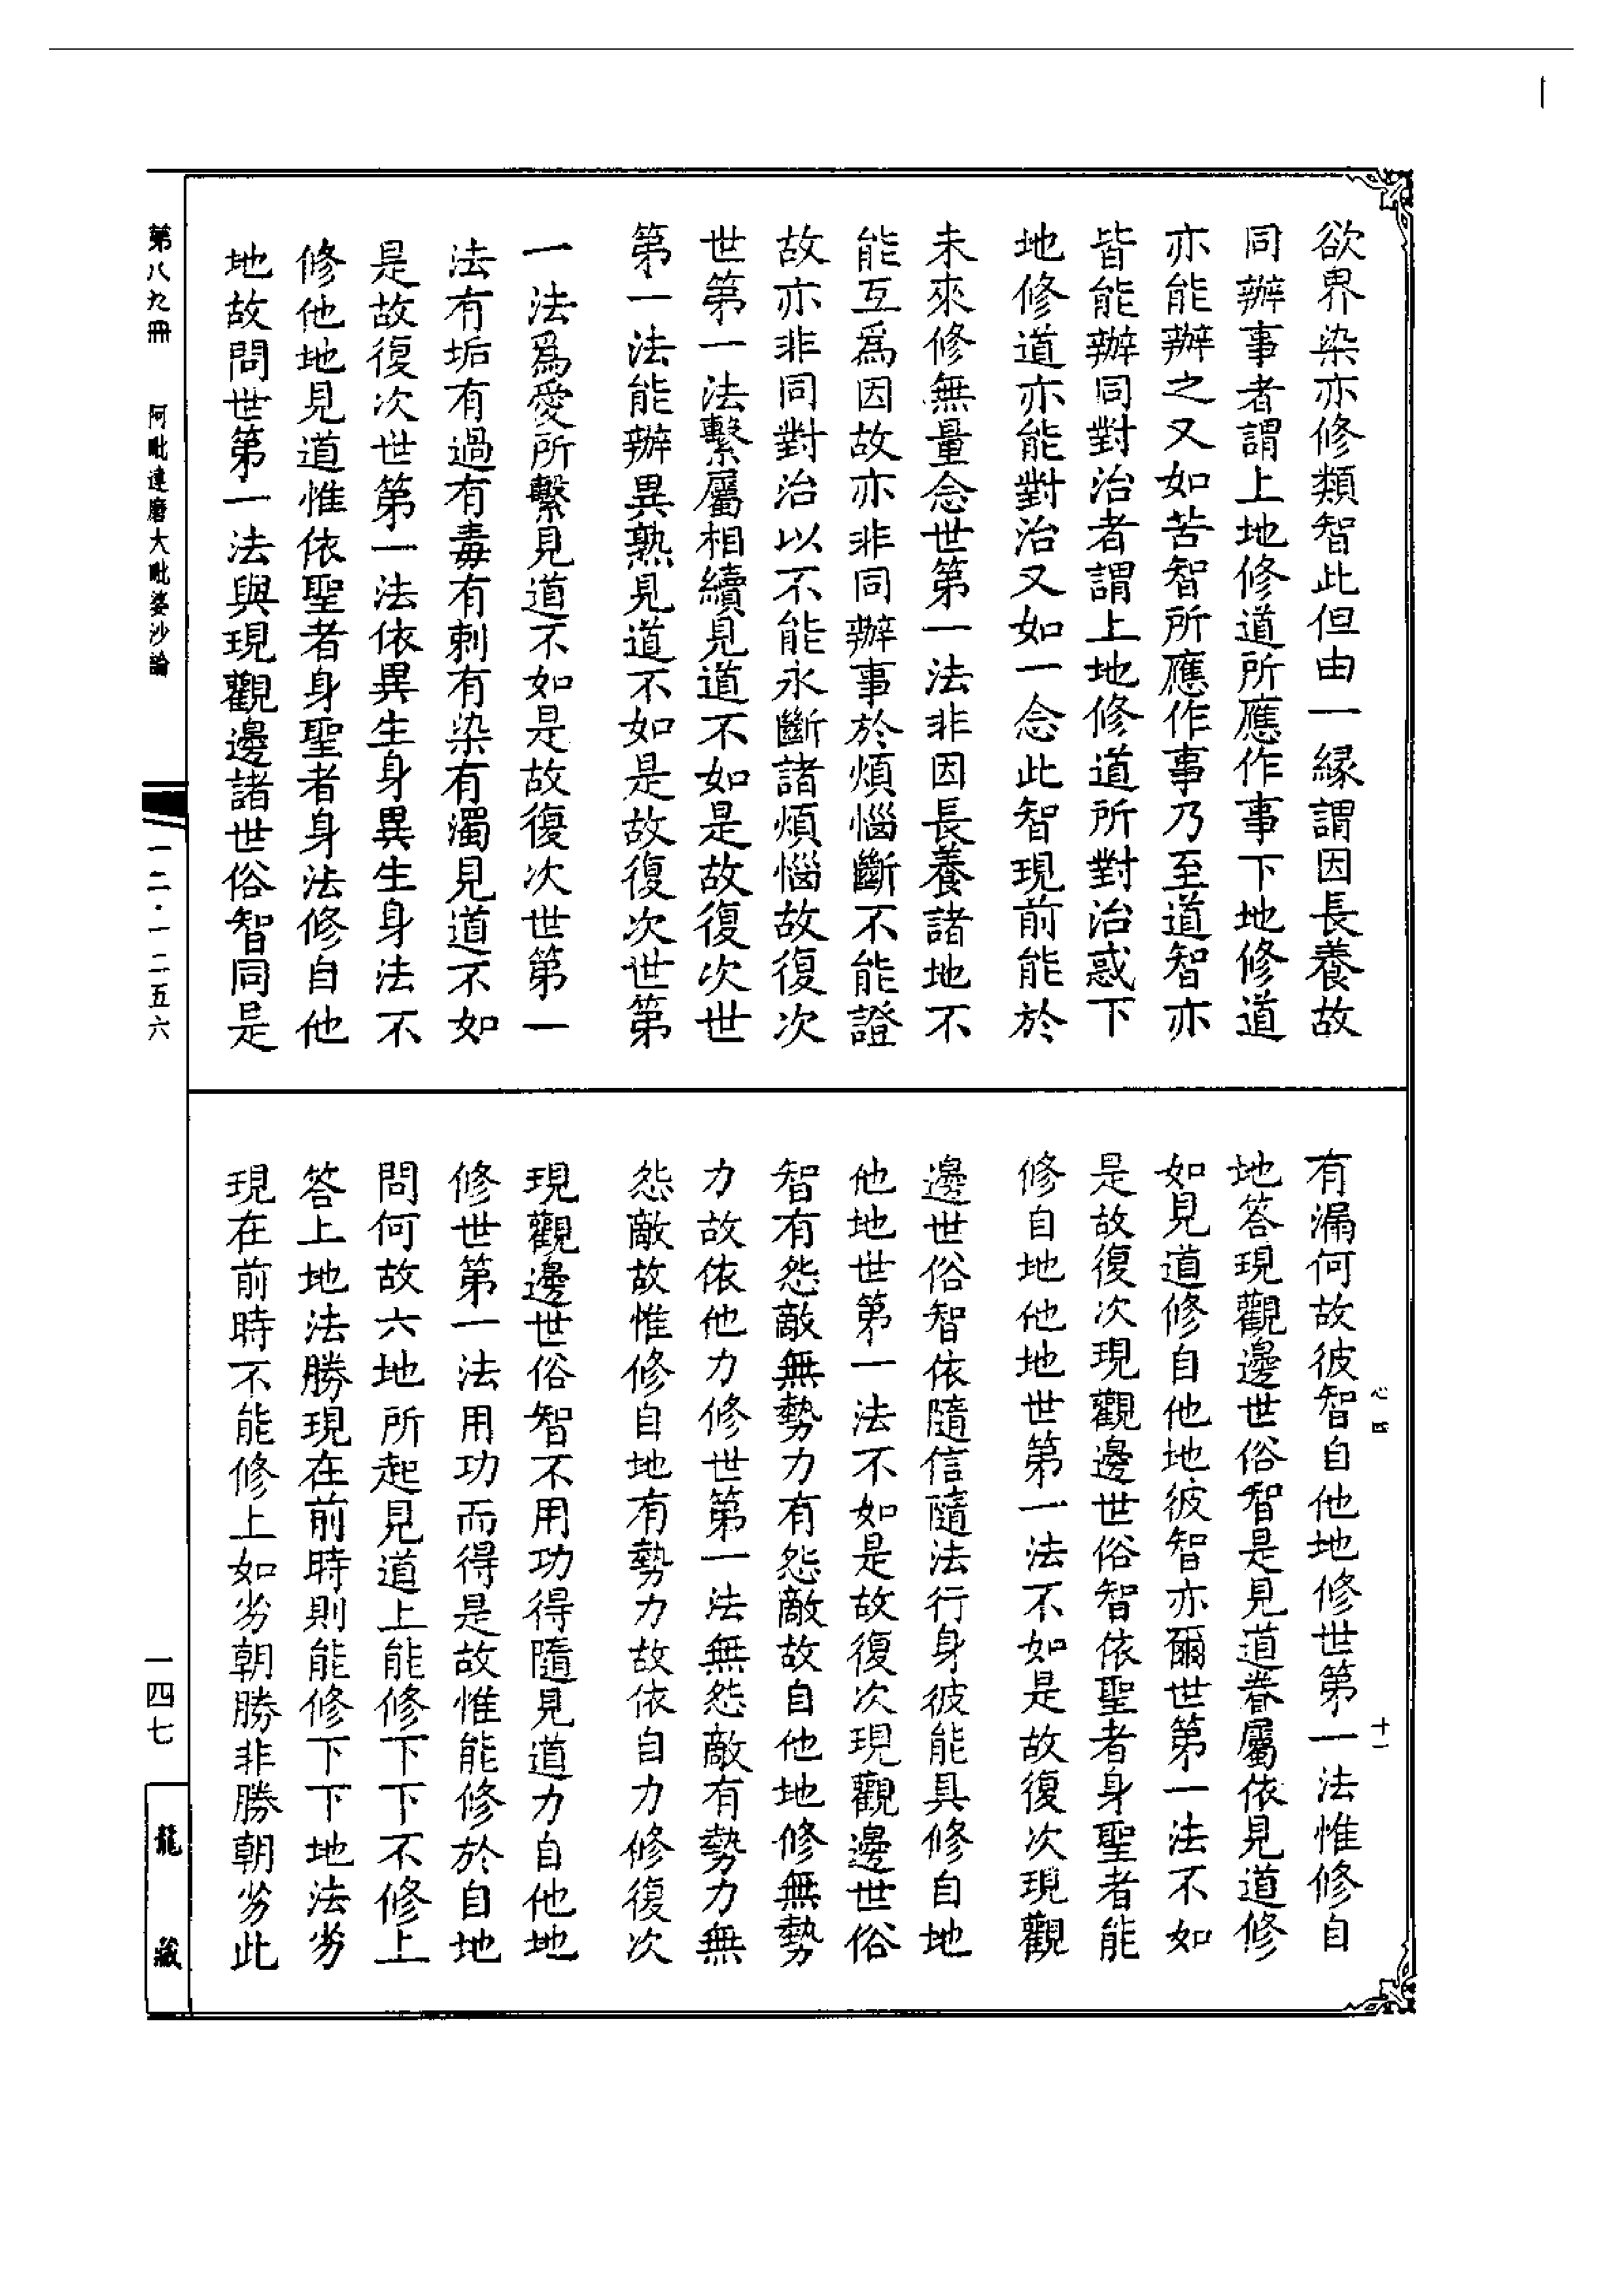 欲界染亦修類智此但由一緣謂因長養故
同辦事者謂上地修道所應作事下地修道
亦能辦之又如苦智所應作事乃至道智亦
皆能辦同對治者謂上地修道所對治惑下
地修道亦能對治又如一念此智現前能於
未來修無量念世第一法非因長養諸地不
能互爲因故亦非同辦事於煩惱斷不能證
故亦非同對治以不能永斷諸煩惱故復次
世第一法繫屬相續見道不如是故復次世
第一法能辦異熟見道不如是故復次世第
一法爲愛所繫見道不如是故復次世第一
法有垢有過有毒有刺有染有濁見道不如
是故復次世第一法依異生身異生身法不
修他地見道惟依聖者身聖者身法修自他
地故問世第一法與現觀邊諸世俗智同是
有漏何故彼智自他地修世第一法惟修自
地答現觀邊世俗智是見道眷屬依見道修
如見道修自他地彼智亦爾世第一法不如
是故復次現觀邊世俗智依聖者身聖者能
修自地他地世第一法不如是故復次現觀
邊世俗智依隨信隨法行身彼能具修自地
他地世第一法不如是故復次現觀邊世俗
智有怨敵無勢力有怨敵故自他地修無勢
力故依他力修世第一法無怨敵有勢力無
怨敵故惟修自地有勢力故依自力修復次
現觀邊世俗智不用功得隨見道力自他地
修世第一法用功而得是故惟能修於自地
問何故六地所起見道上能修下下不修上
答上地法勝現在前時則能修下下地法劣
現在前時不能修上如劣朝勝非勝朝劣此
心四
十一
第八九冊
阿毗達磨大毗婆沙論
一二·一二五六
一四七
龍藏